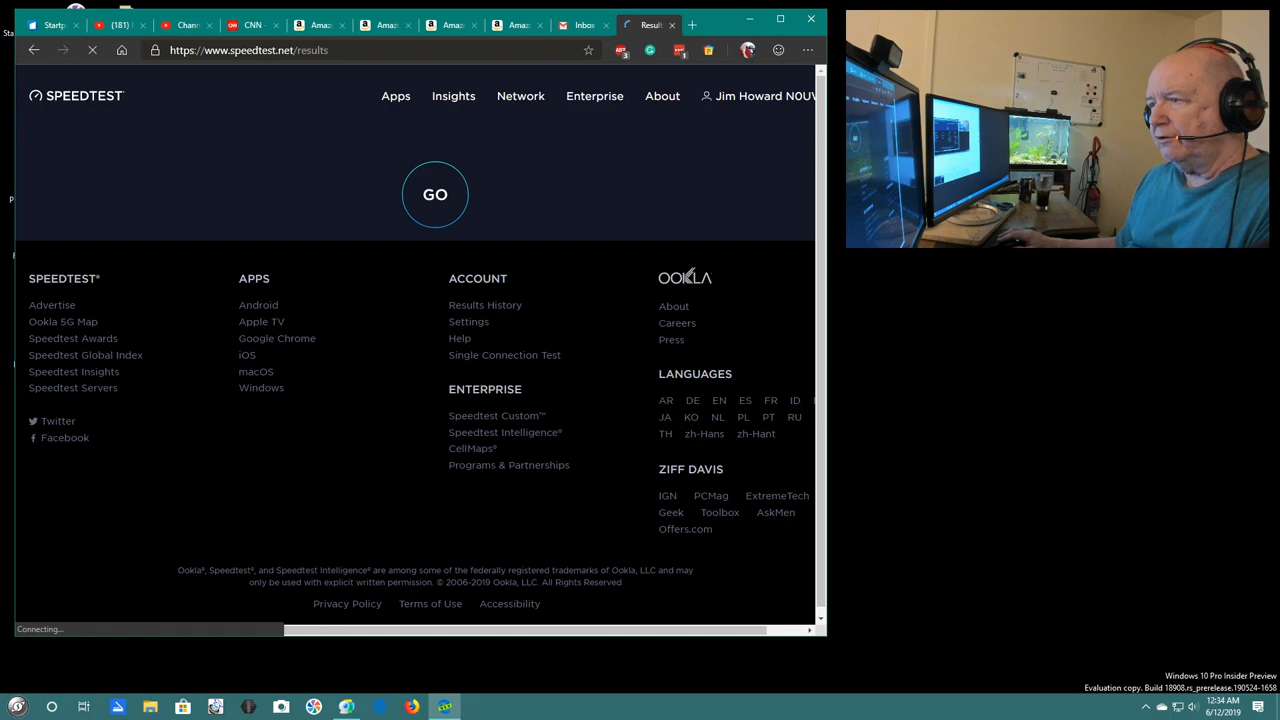 Startp
(181) !
Chann
CNN -
Amaz
Amaz
Amaz
Amaz
Inbox
Resul
https://www.speedtest.net/results
3
1
SPEEDTEST
Apps
Insights
Network
Enterprise
About
Jim Howard N0UV
GO
SPEEDTEST®
Advertise
Ookla 5G Map
Speedtest Awards
Speedtest Global Index
Speedtest Insights
Speedtest Servers
Twitter
Facebook
APPS
Android
Apple TV
Google Chrome
iOS
macOS
Windows
ACCOUNT
Results History
Settings
Help
Single Connection Test
ENTERPRISE
Speedtest Custom™
Speedtest Intelligence®
CellMaps®
Programs & Partnerships
OOKLA
About
Careers
Press
LANGUAGES
AR DE EN ES FR ID
JA KO NL PL PT RU
TH zh-Hans zh-Hant
ZIFF DAVIS
IGN PCMag ExtremeTech
Geek Toolbox AskMen
Offers.com
Ookla®, Speedtest®, and Speedtest Intelligence® are among some of the federally registered trademarks of Ookla, LLC and may
only be used with explicit written permission. © 2006-2019 Ookla, LLC. All Rights Reserved
Privacy Policy Terms of Use Accessibility
Connecting...
Windows 10 Pro Insider Preview
Evaluation copy. Build 18908.rs_prerelease.190524-1658
12:34 AM
6/12/2019